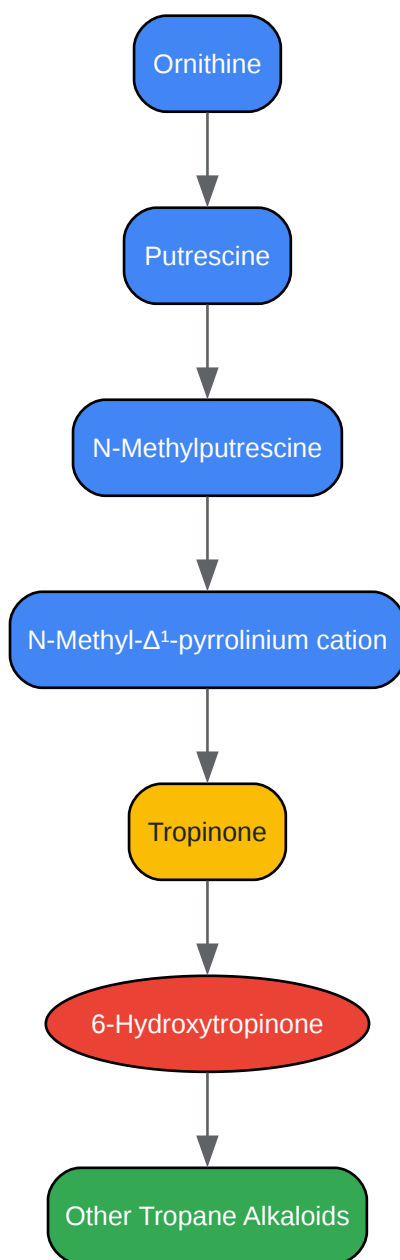 Ornithine
Putrescine
N-Methylputrescine
N-Methyl-Δ¹-pyrrolinium cation
Tropinone
6-Hydroxytropinone
Other Tropane Alkaloids